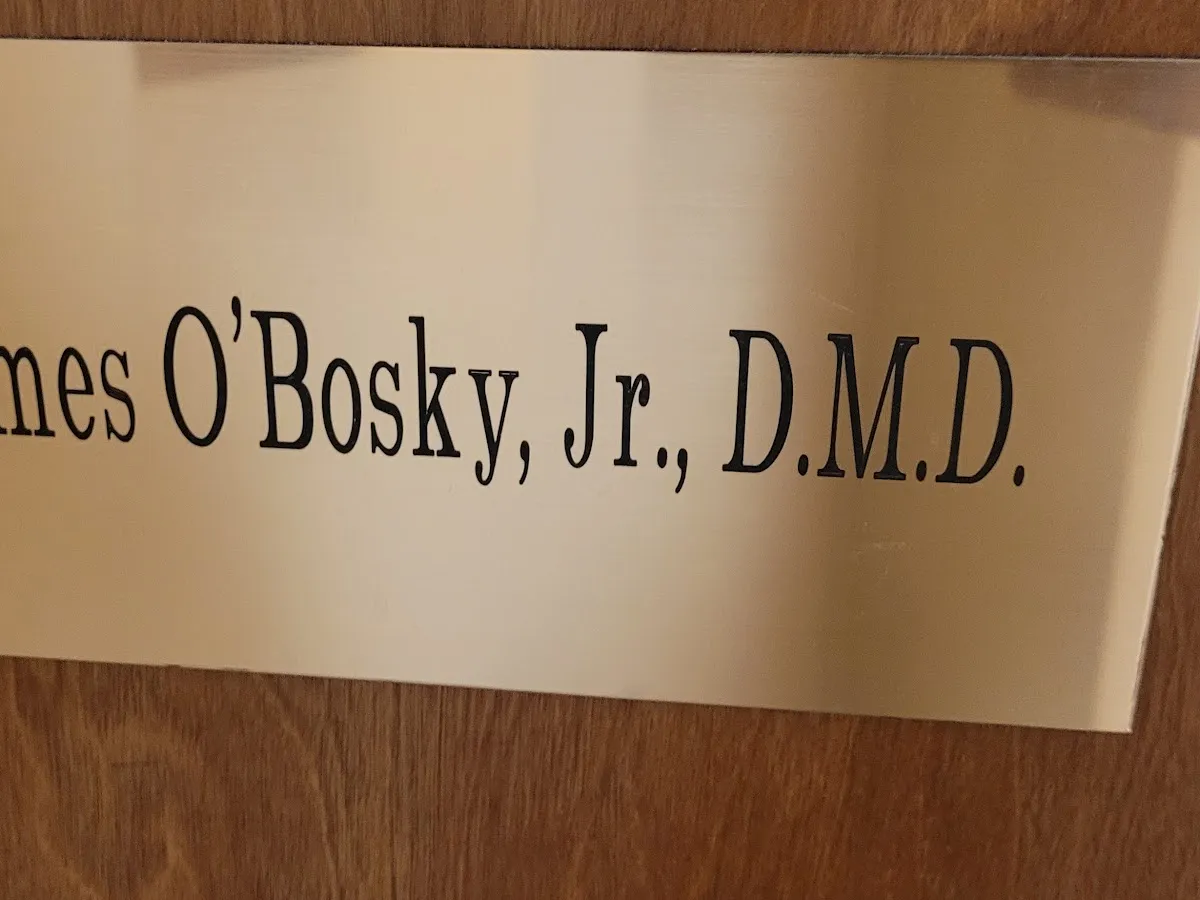 mes O'Bosky, Jr., D.M.D.